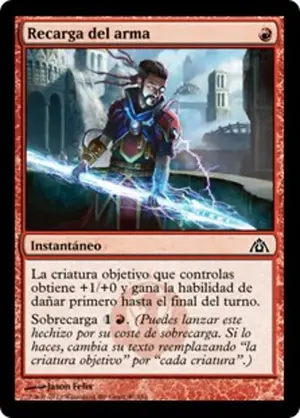 Recarga del arma
Instantáneo
La criatura objetivo que controlas
obtiene +1/+0 y gana la habilidad de
dañar primero hasta el final del turno.
Sobrecarga 1 (Puedes lanzar este
hechizo por su coste de sobrecarga. Si lo
haces, cambia su texto remplazando “la
criatura objetivo” por “cada criatura”.)
Jason Felix